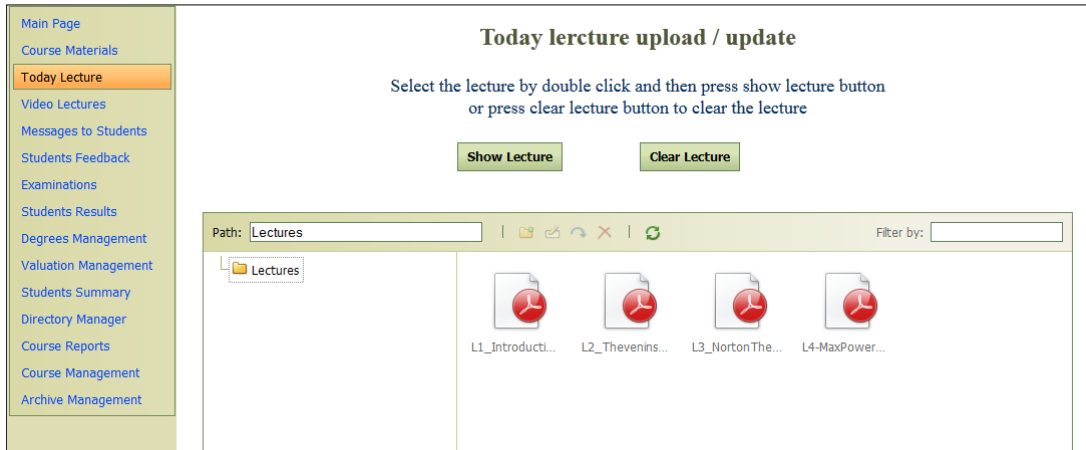 Main Page
Course Materials
Today Lecture
Video Lectures
Messages to Students
Students Feedback
Examinations
Students Results
Degrees Management
Valuation Management
Students Summary
Directory Manager
Course Reports
Course Management
Archive Management
Today lercture upload / update
Select the lecture by double click and then press show lecture button
or press clear lecture button to clear the lecture
Show Lecture Clear Lecture
Path: Lectures Filter by:
Lectures
L1_Introducti... L2_Thevenins... L3_NortonThe... L4-MaxPower...